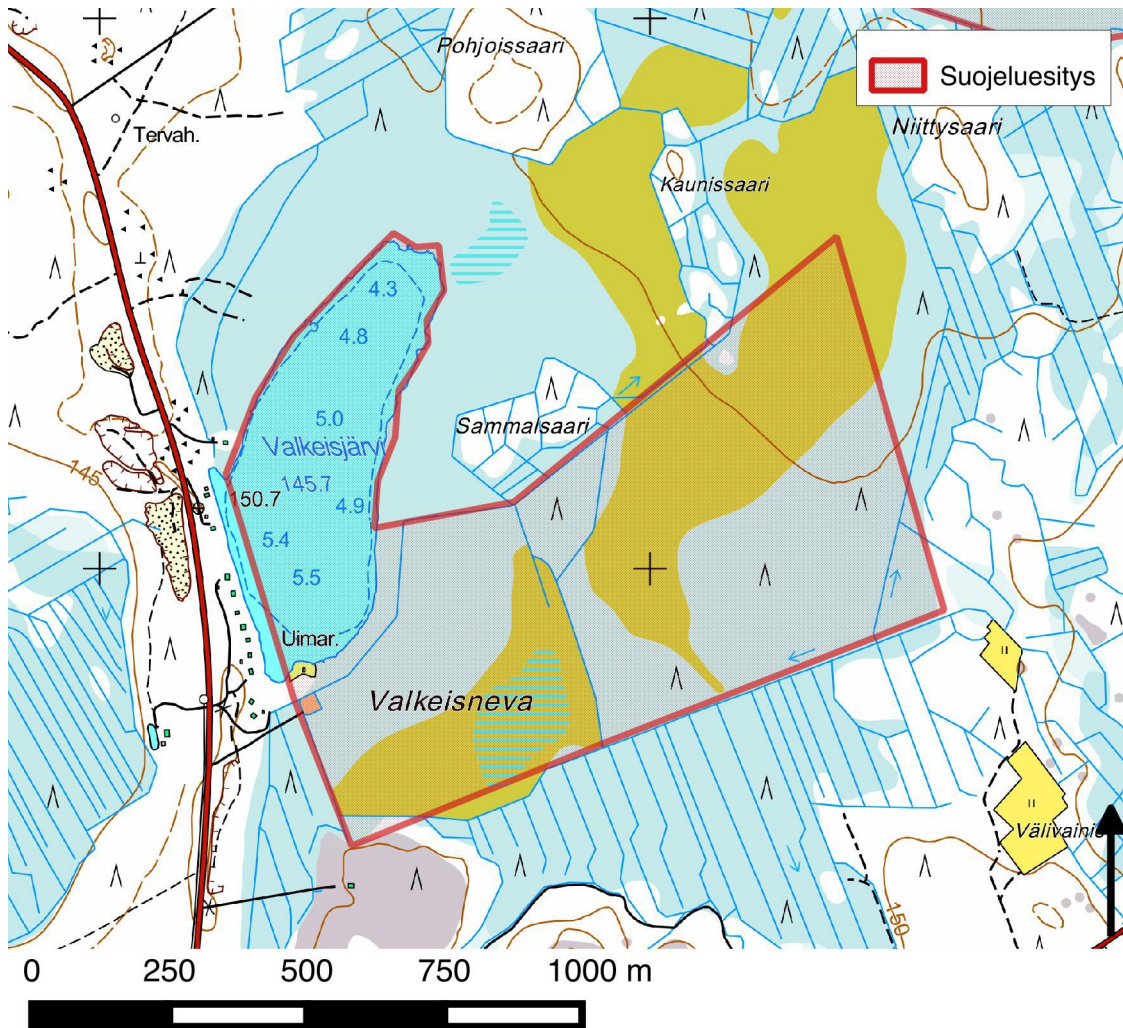 Pohjoissaari
Suojeluesitys
Tervah.
Niittysaari
Kaunissaari
4.3
5
4.8
5.0
Sammalsaari
Valkeisjärvi
145
145.7
150.7
4.9
5.4
5.5
Uimar.
Valkeisneva
Välivainio
150
0 250 500 750 1000 m